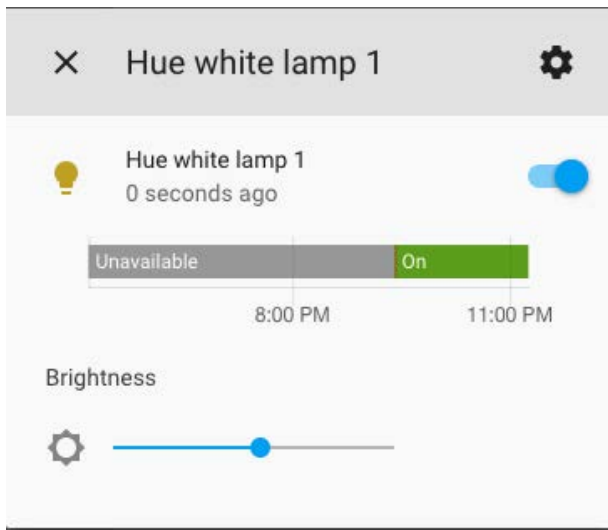 Hue white lamp 1
Hue white lamp 1
0 seconds ago
Unavailable On
8:00 PM 11:00 PM
Brightness